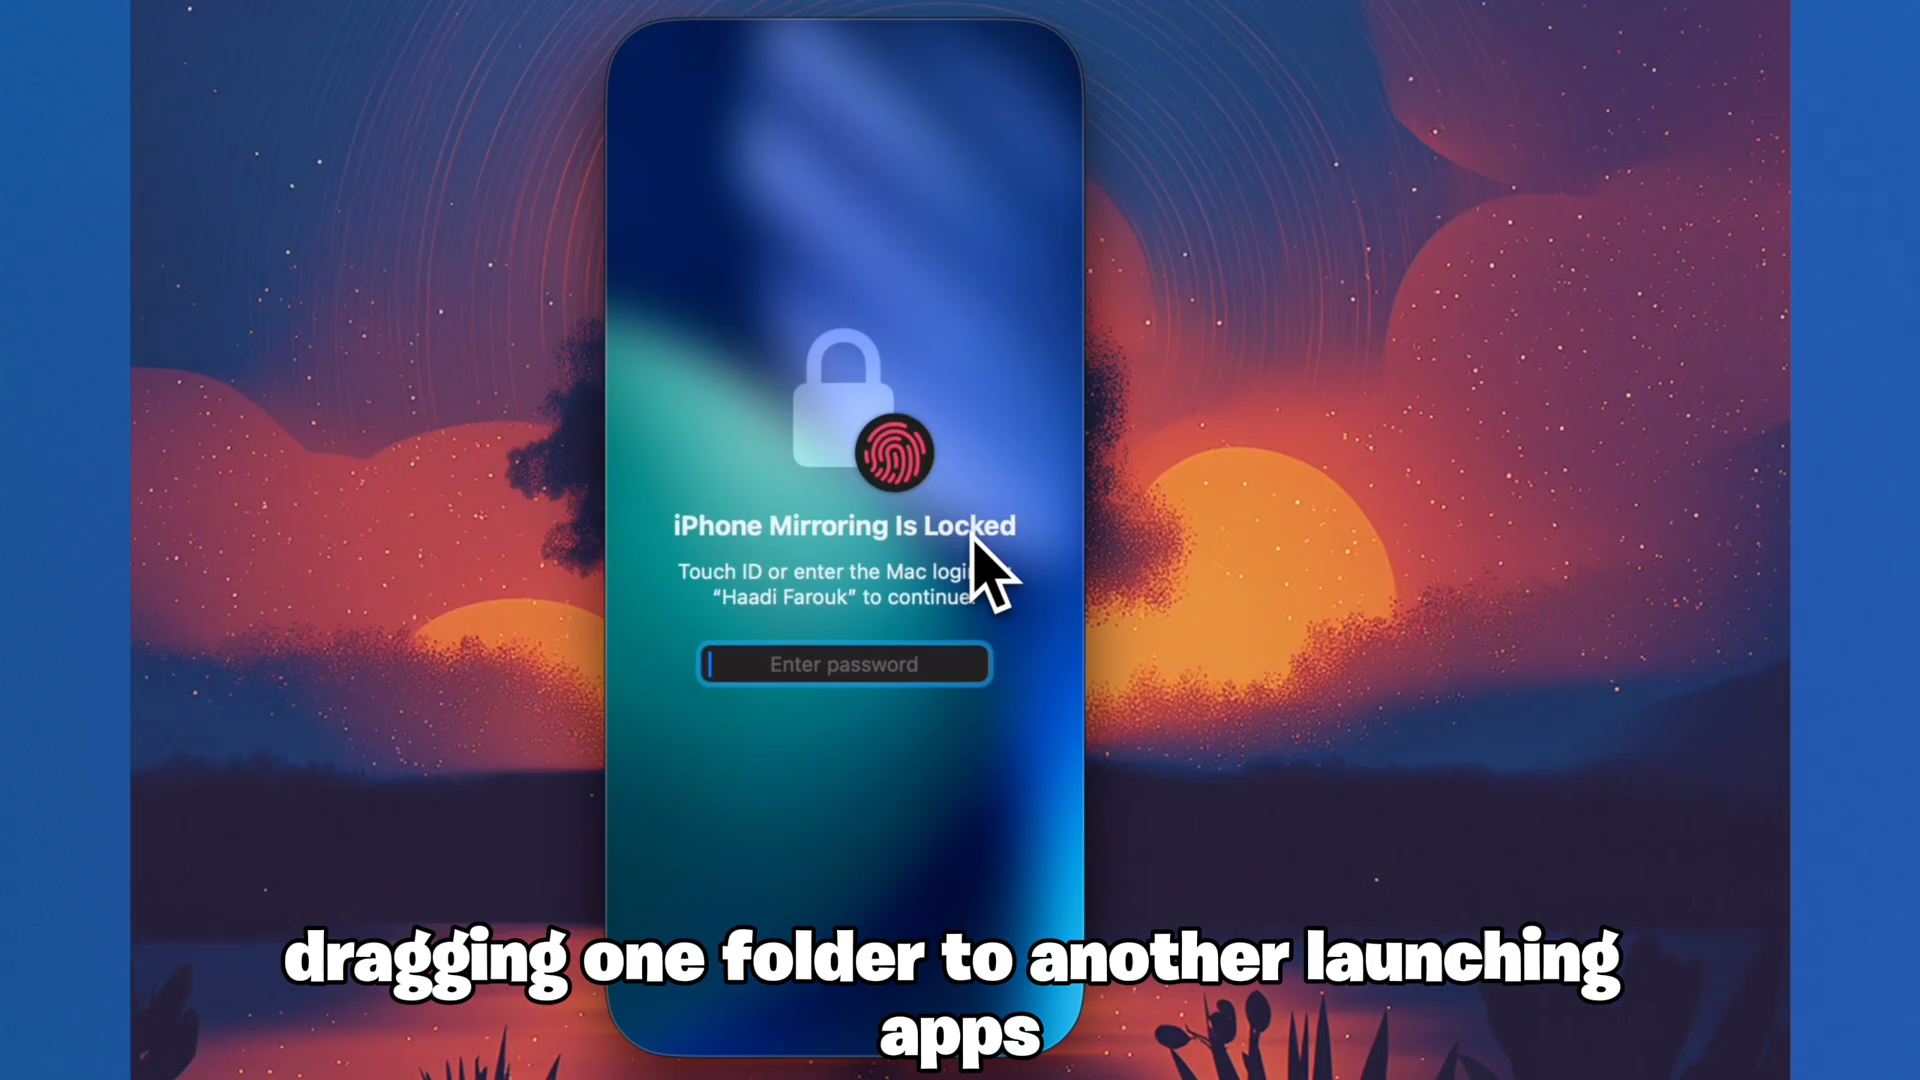 iPhone Mirroring Is Locked
Touch ID or enter the Mac login
“Haadi Farouk” to continue.
Enter password
dragging one folder to another launching
apps